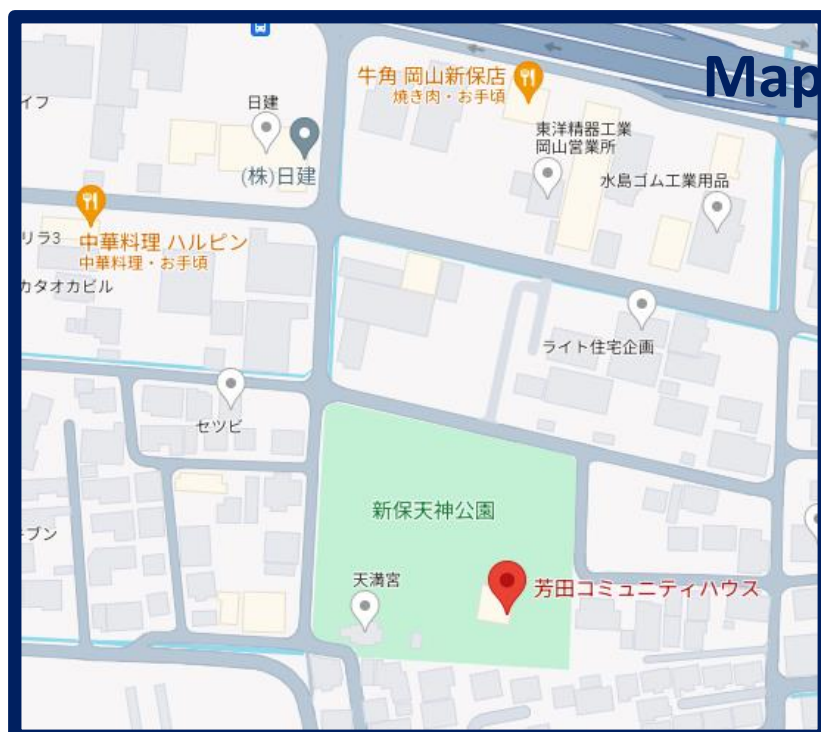 Map
牛角 岡山新保店
焼き肉・お手頃
イフ
日建
東洋精器工業
岡山営業所
(株)日建
水島ゴム工業用品
リラ3
中華料理 ハルピン
中華料理・お手頃
カタオカビル
ライト住宅企画
セツビ
新保天神公園
ーブン
天満宮
芳田コミュニティハウス